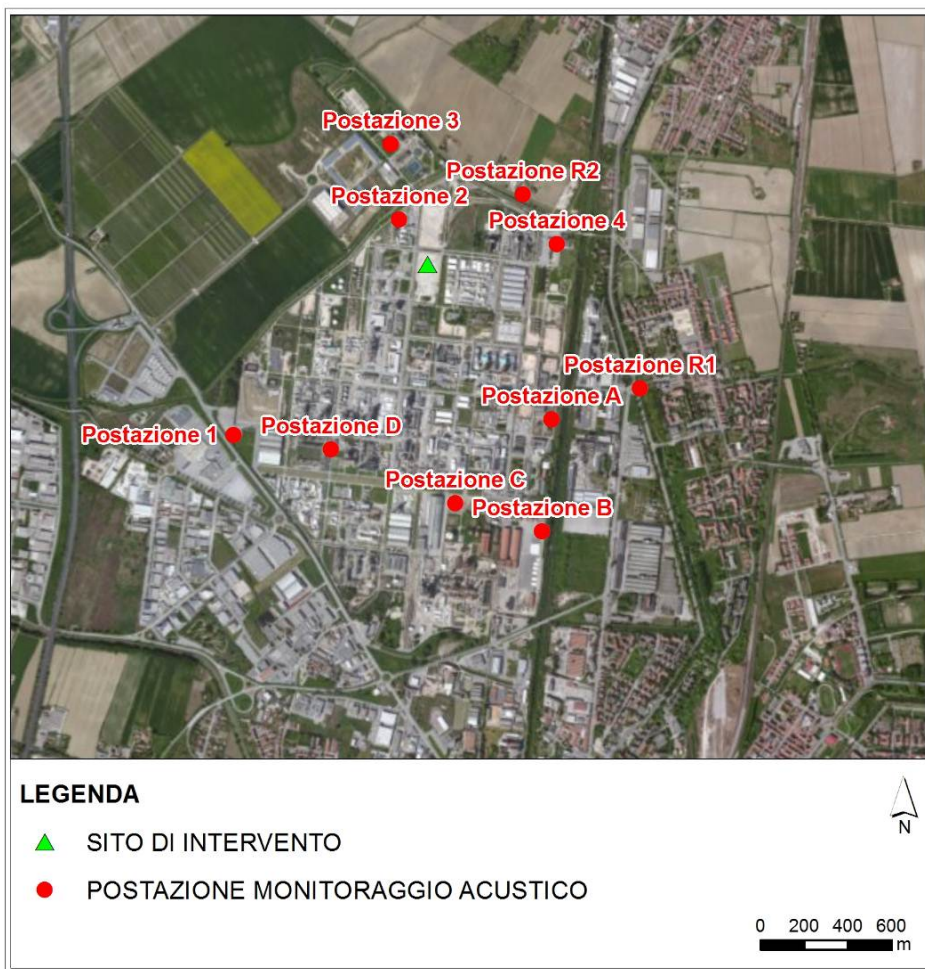 Postazione 3
Postazione R2
Postazione 2
Postazione 4
Postazione R1
Postazione A
Postazione 1
Postazione D
Postazione C
Postazione B
LEGENDA
SITO DI INTERVENTO
POSTAZIONE MONITORAGGIO ACUSTICO
N
0 200 400 600
m